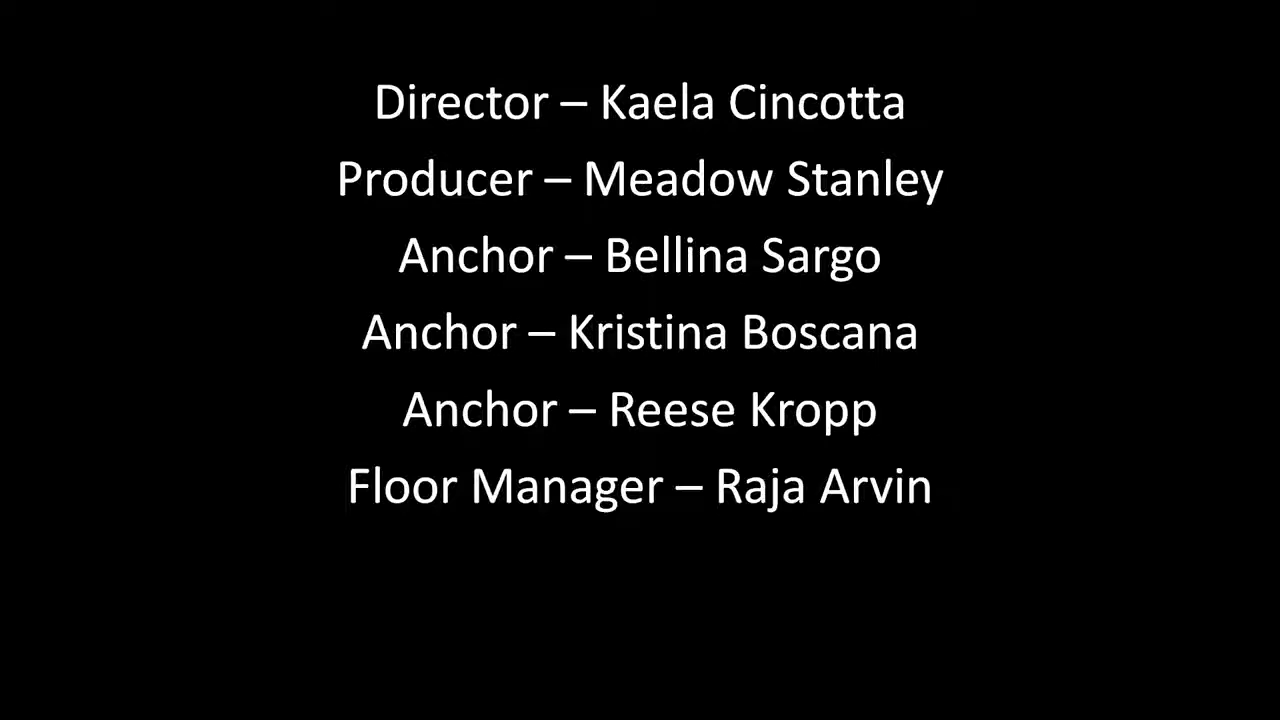 Director – Kaela Cincotta
Producer – Meadow Stanley
Anchor – Bellina Sargo
Anchor – Kristina Boscana
Anchor – Reese Kropp
Floor Manager – Raja Arvin